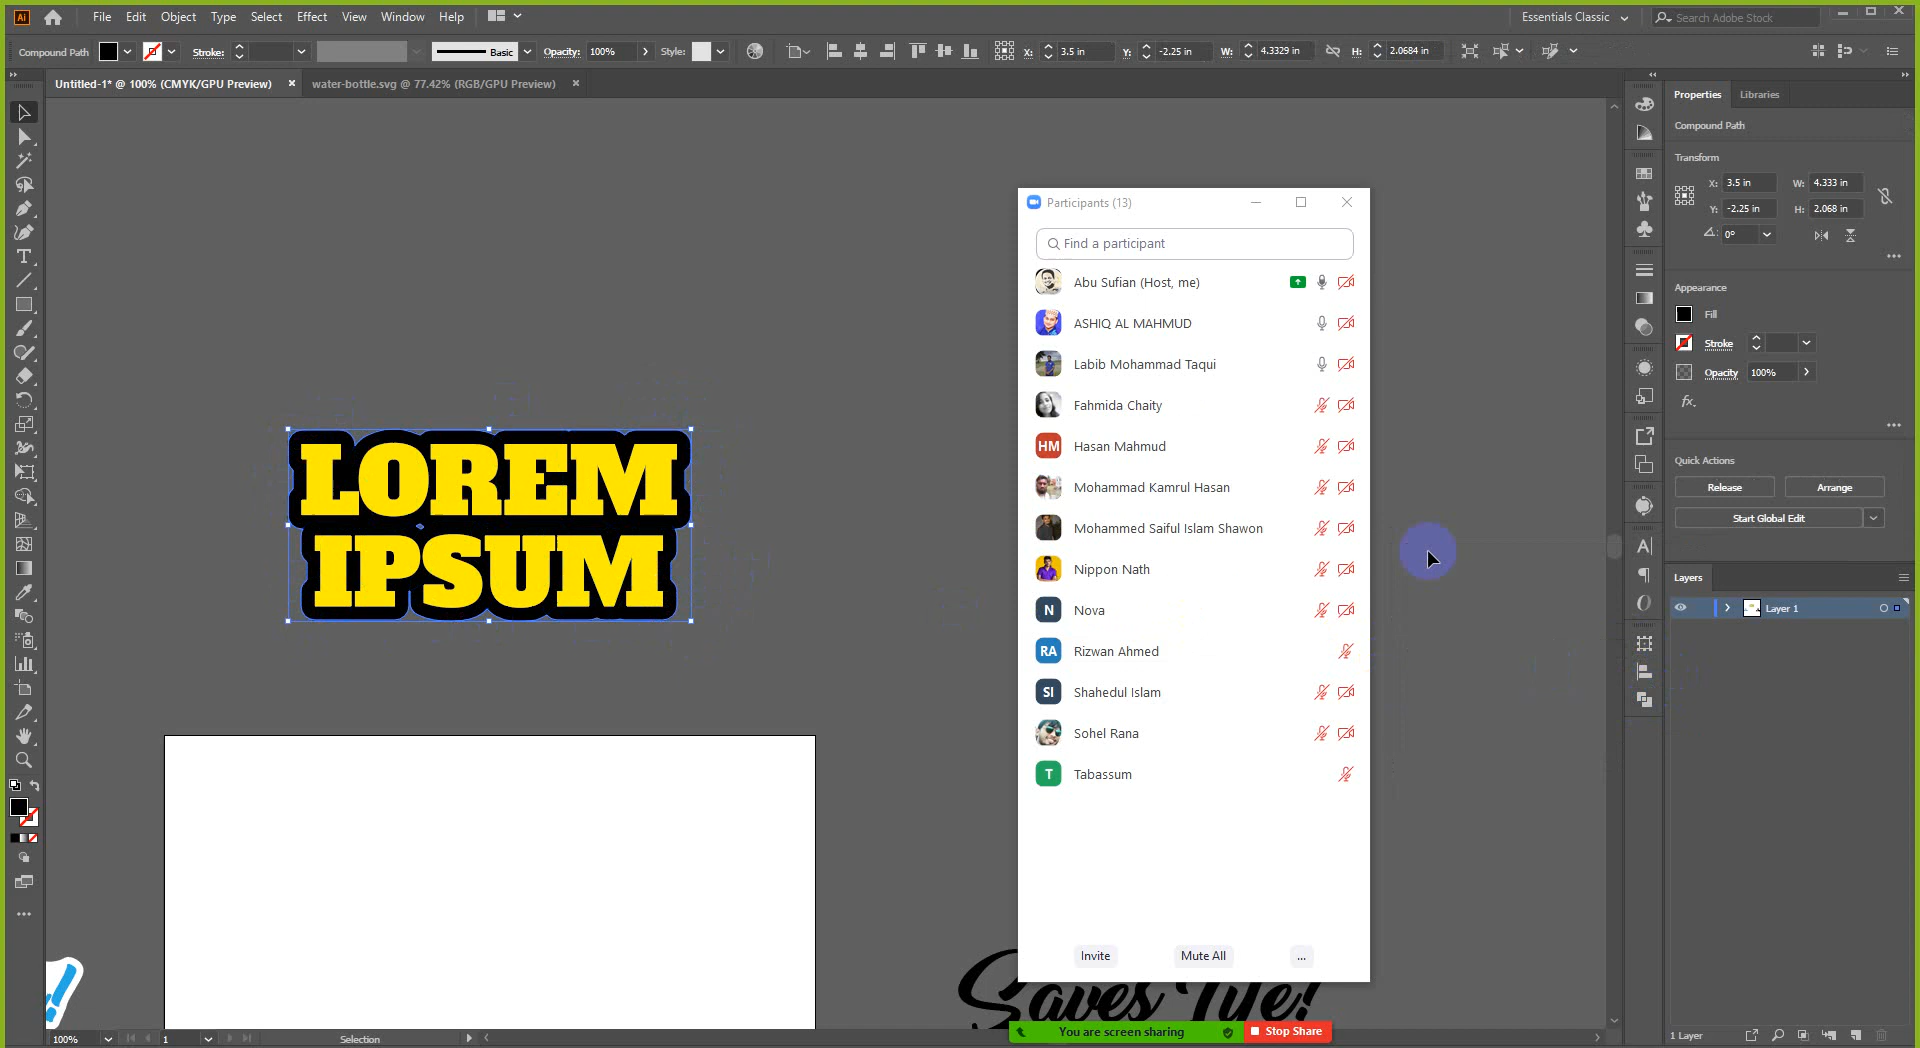 Ai File Edit Object Type Select Effect View Window Help Essentials Classic Search Adobe Stock
Compound Path Stroke: Basic Opacity: 100% Style: X: 3.5 in Y: -2.25 in W: 4.3329 in H: 2.0684 in
Untitled-1* @ 100% (CMYK/GPU Preview) water-bottle.svg @ 77.42% (RGB/GPU Preview)
LOREM
IPSUM
Participants (13)
Find a participant
Abu Sufian (Host, me)
ASHIQ AL MAHMUD
Labib Mohammad Taqui
Fahmida Chaity
HM Hasan Mahmud
Mohammad Kamrul Hasan
Mohammed Saiful Islam Shawon
Nippon Nath
N Nova
RA Rizwan Ahmed
SI Shahedul Islam
Sohel Rana
T Tabassum
Invite Mute All ...
Saves Life!
You are screen sharing Stop Share
Properties Libraries
Compound Path
Transform
X: 3.5 in W: 4.333 in
Y: -2.25 in H: 2.068 in
0°
Appearance
Fill
Stroke
Opacity 100%
fx.
Quick Actions
Release Arrange
Start Global Edit
Layers
Layer 1
1 Layer
100% 1 Selection